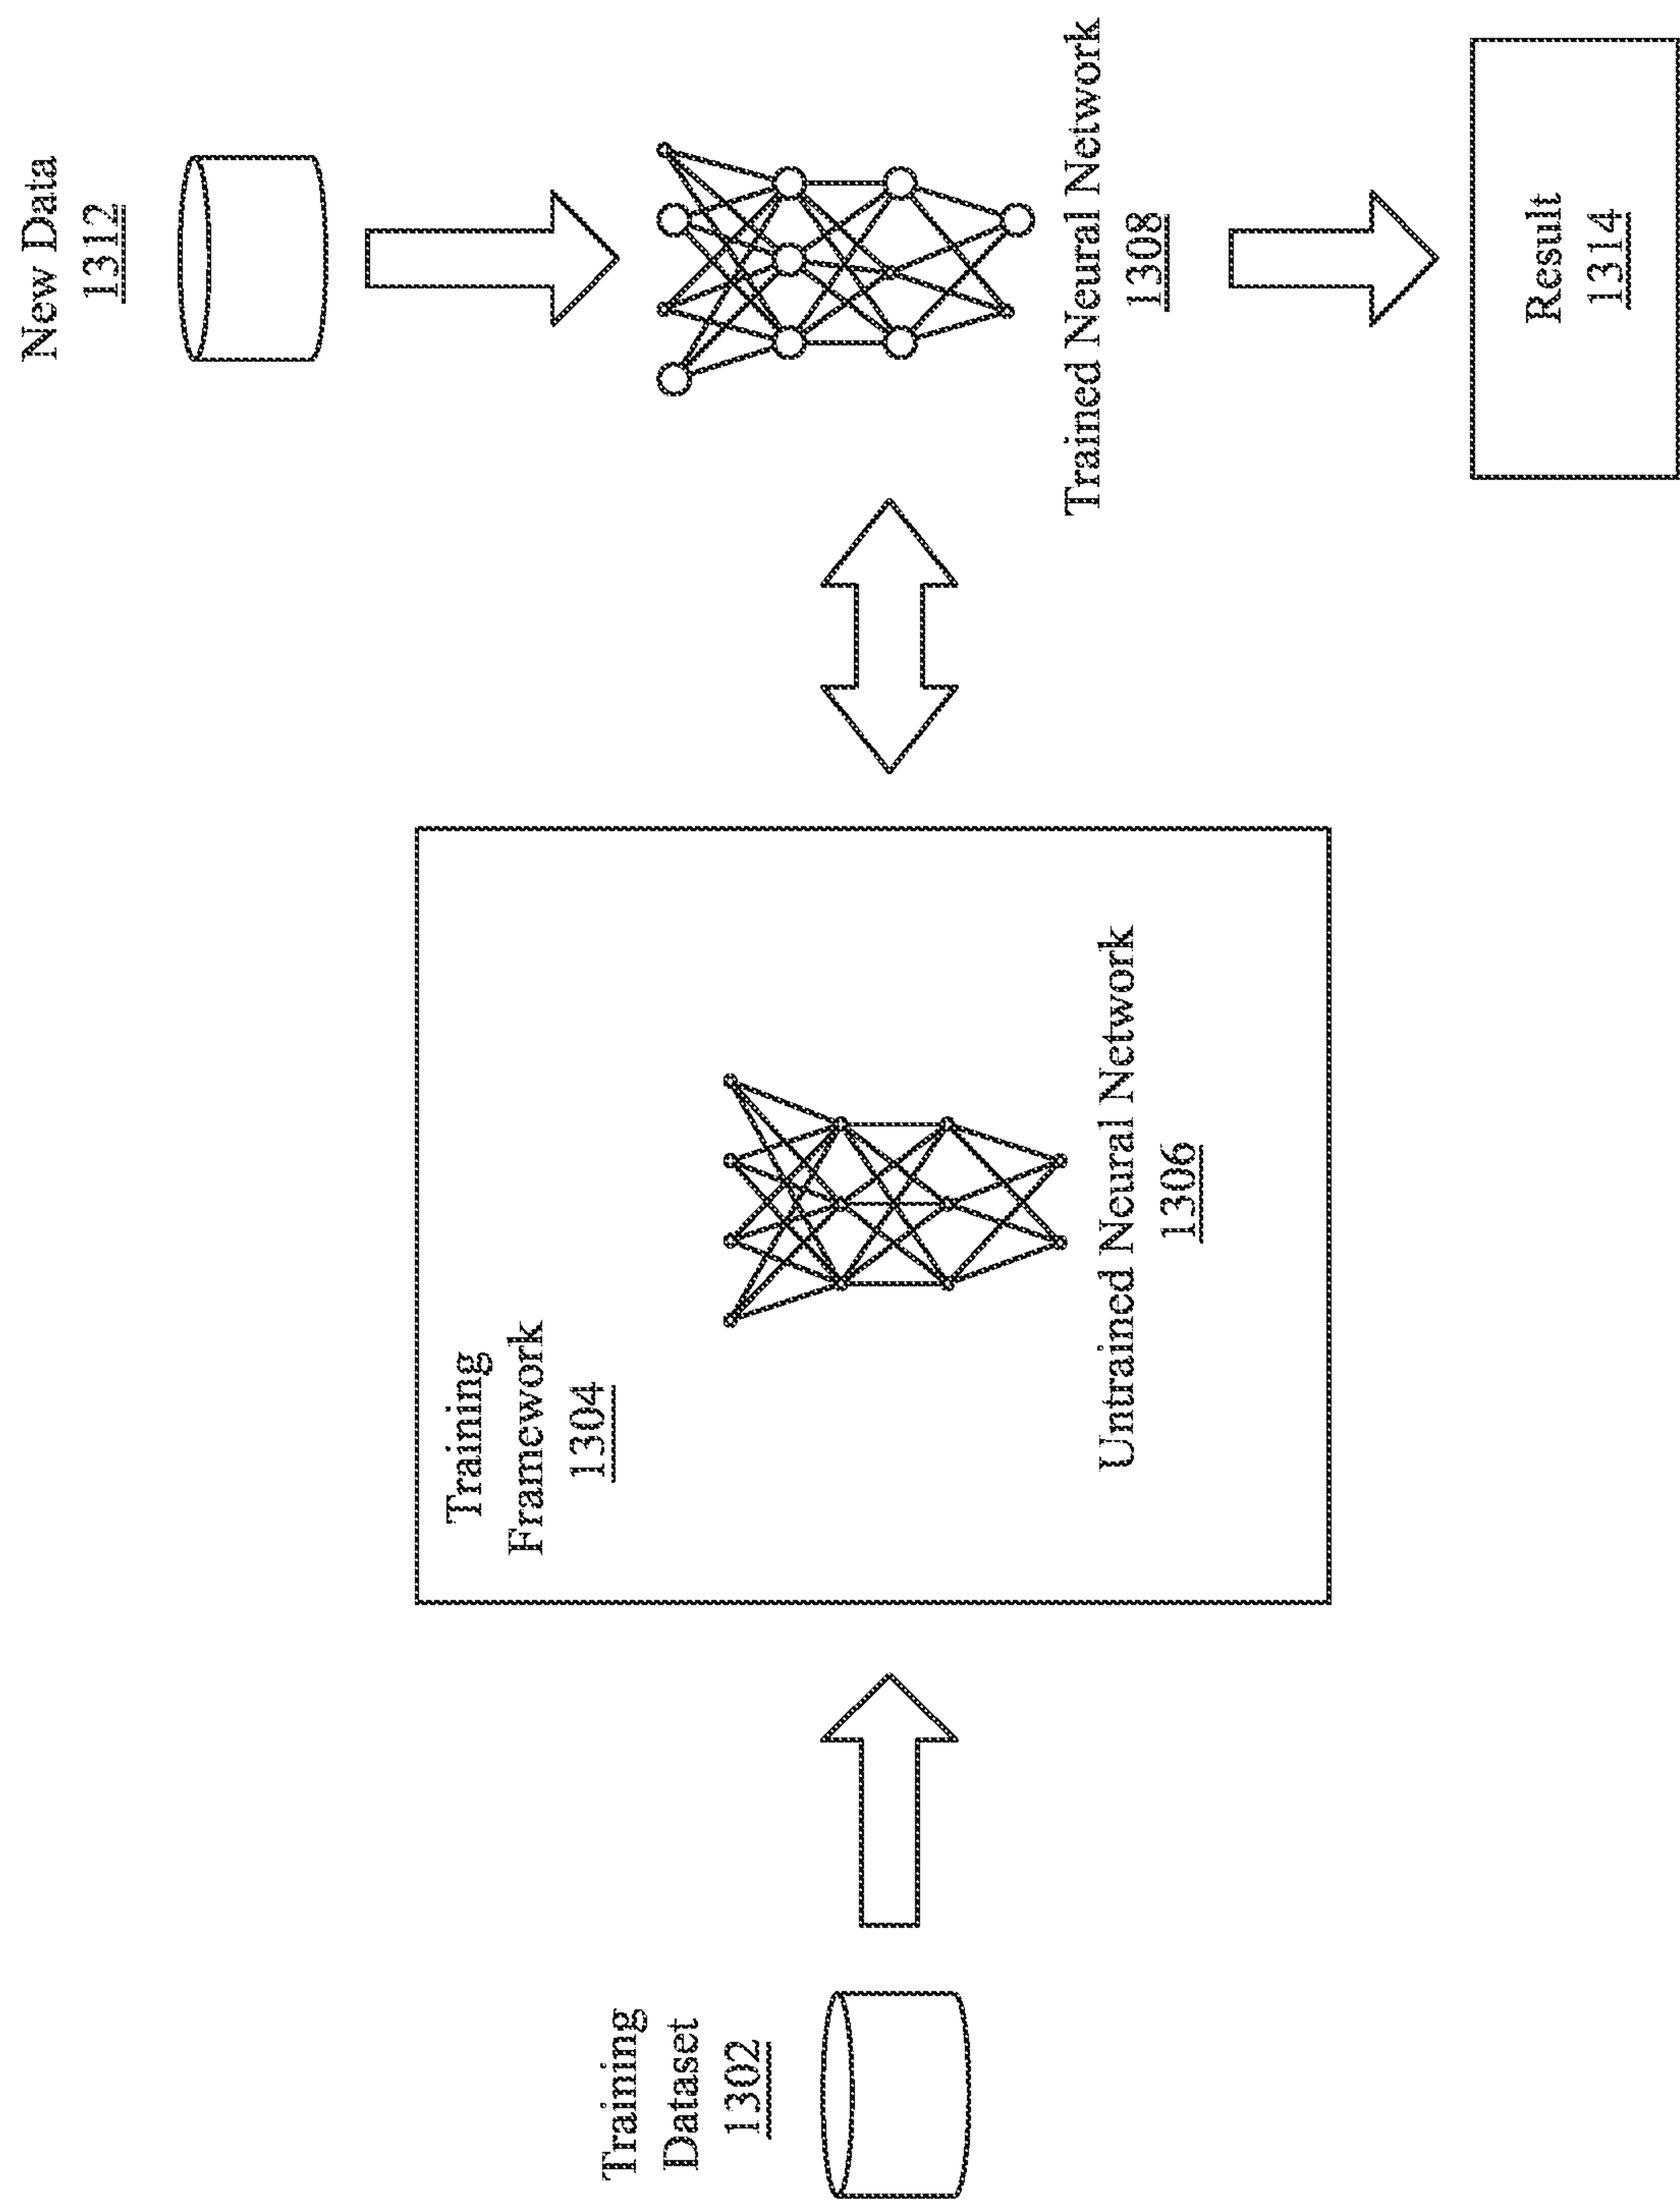 Training
Dataset
1302
Training
Framework
1304
Untrained Neural Network
1306
New Data
1312
Trained Neural Network
1308
Result
1314